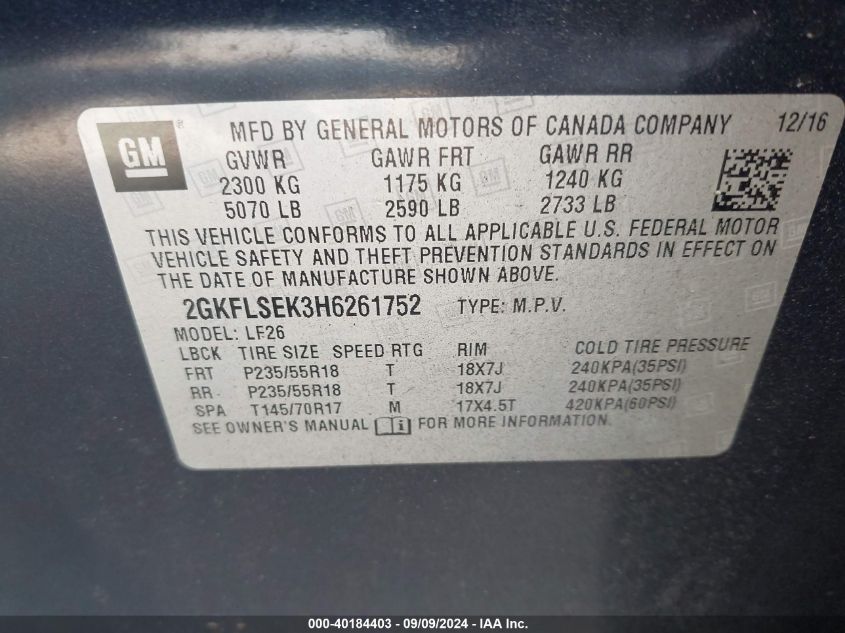 GM ® MFD BY GENERAL MOTORS OF CANADA COMPANY 12/16
GVWR GAWR FRT GAWR RR
2300 KG 1175 KG 1240 KG
5070 LB 2590 LB 2733 LB
THIS VEHICLE CONFORMS TO ALL APPLICABLE U.S. FEDERAL MOTOR
VEHICLE SAFETY AND THEFT PREVENTION STANDARDS IN EFFECT ON
THE DATE OF MANUFACTURE SHOWN ABOVE.
2GKFLSEK3H6261752 TYPE: M.P.V.
MODEL: LF26
LBCK TIRE SIZE SPEED RTG RIM COLD TIRE PRESSURE
FRT P235/55R18 T 18X7J 240KPA(35PSI)
RR P235/55R18 T 18X7J 240KPA(35PSI)
SPA T145/70R17 M 17X4.5T 420KPA(60PSI)
SEE OWNER'S MANUAL i FOR MORE INFORMATION.
000-40184403 - 09/09/2024 - IAA Inc.